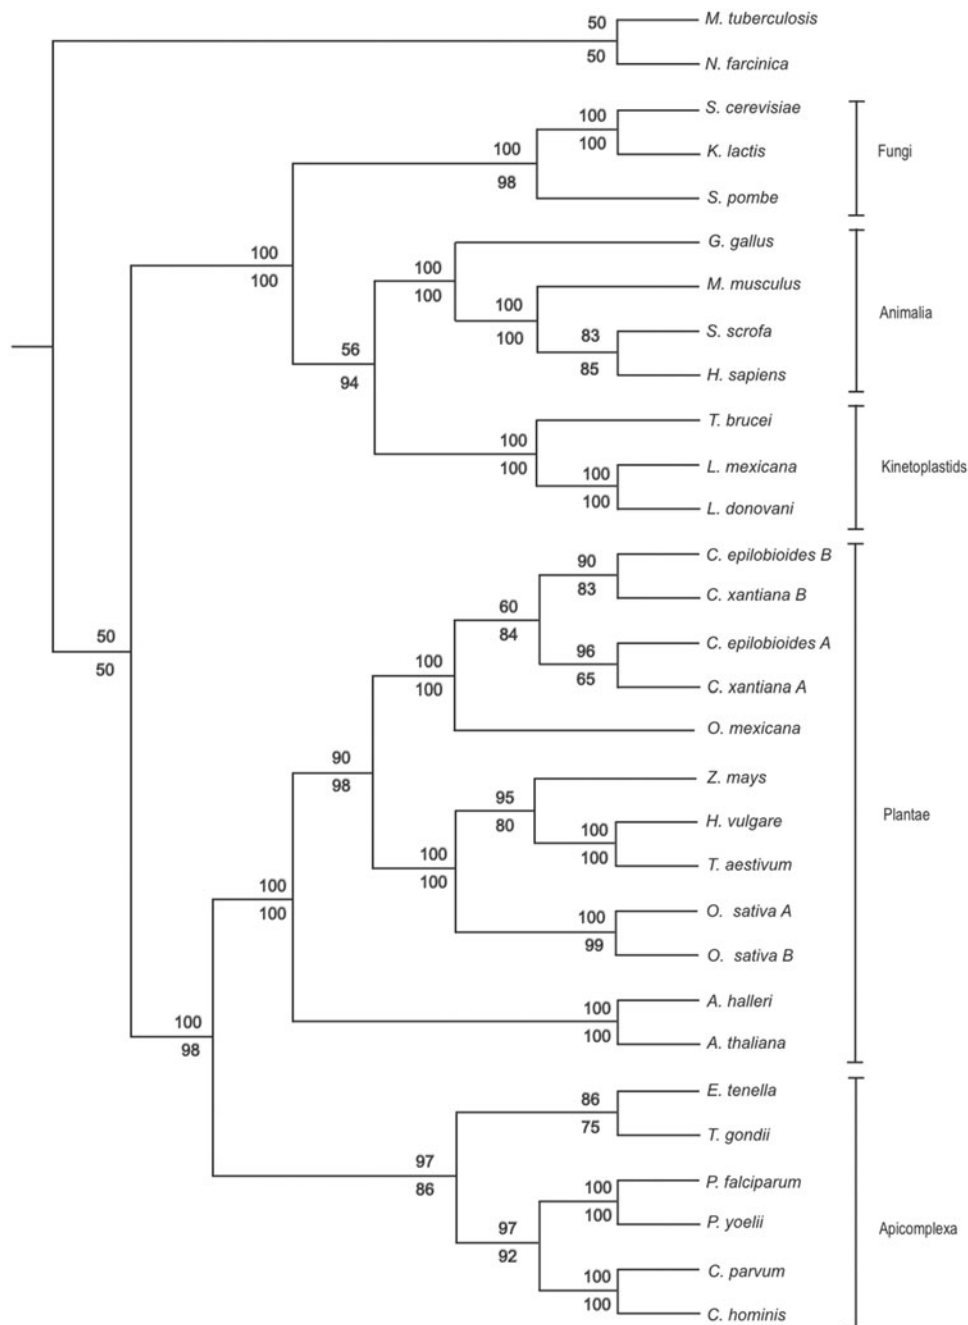 50 M. tuberculosis
50 N. farcinica
100 S. cerevisiae
100 K. lactis Fungi
100
98 S. pombe
100
100
100 G. gallus
100
100 M. musculus
100
83 S. scrofa Animalia
85 H. sapiens
56
94
100 T. brucei
100
100 L. mexicana Kinetoplastids
100 L. donovani
90 C. epilobioides B
83 C. xantiana B
60
84
50
50
96 C. epilobioides A
65 C. xantiana A
100
100
O. mexicana
90
98
95 Z. mays
80
100 H. vulgare Plantae
100 T. aestivum
100
100
100
100
100 O. sativa A
99 O. sativa B
100 A. halleri
100 A. thaliana
100
98
86 E. tenella
75 T. gondii
97
86
100 P. falciparum
100 P. yoelii Apicomplexa
97
92
100 C. parvum
100 C. hominis